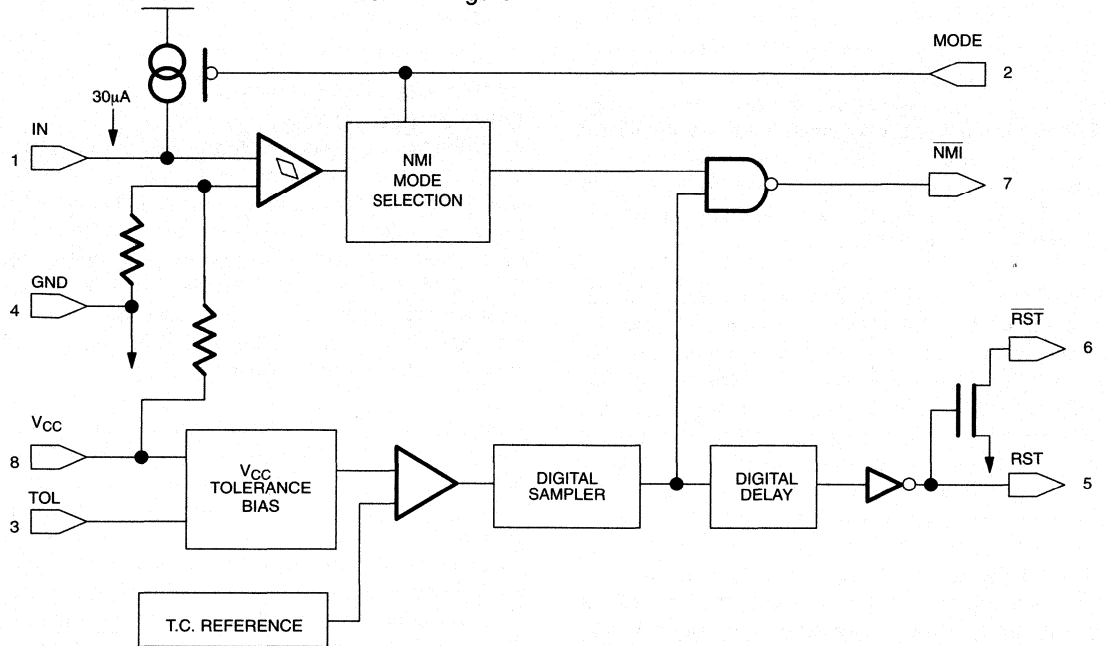 MODE
2
30μA
IN
1
NMI
MODE
SELECTION
NMI
7
GND
4
RST
6
VCC
8
VCC
TOLERANCE
BIAS
DIGITAL
SAMPLER
DIGITAL
DELAY
RST
5
TOL
3
T.C. REFERENCE